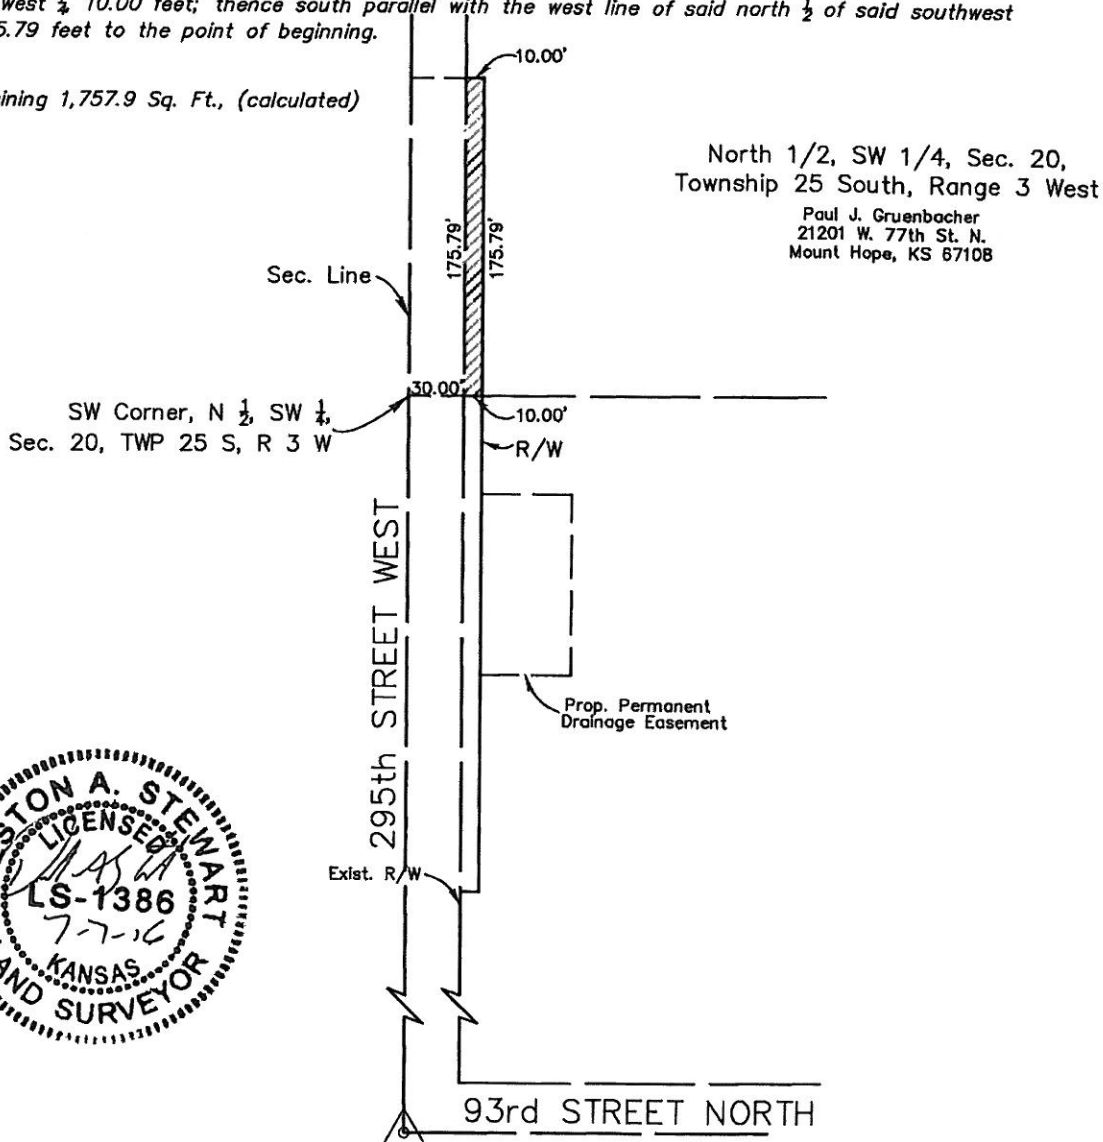 west ¼ 10.00 feet; thence south parallel with the west line of said north ½ of said southwest
5.79 feet to the point of beginning.
ining 1,757.9 Sq. Ft., (calculated)
10.00'
North 1/2, SW 1/4, Sec. 20,
Township 25 South, Range 3 West
Paul J. Gruenbacher
21201 W. 77th St. N.
Mount Hope, KS 67108
175.79'
175.79'
Sec. Line
30.00'
SW Corner, N ½, SW ¼,
Sec. 20, TWP 25 S, R 3 W
10.00'
R/W
295th STREET WEST
Prop. Permanent
Drainage Easement
Exist. R/W
STON A. STEWART
LICENSED
LS-1386
7-7-16
KANSAS
AND SURVEYOR
93rd STREET NORTH